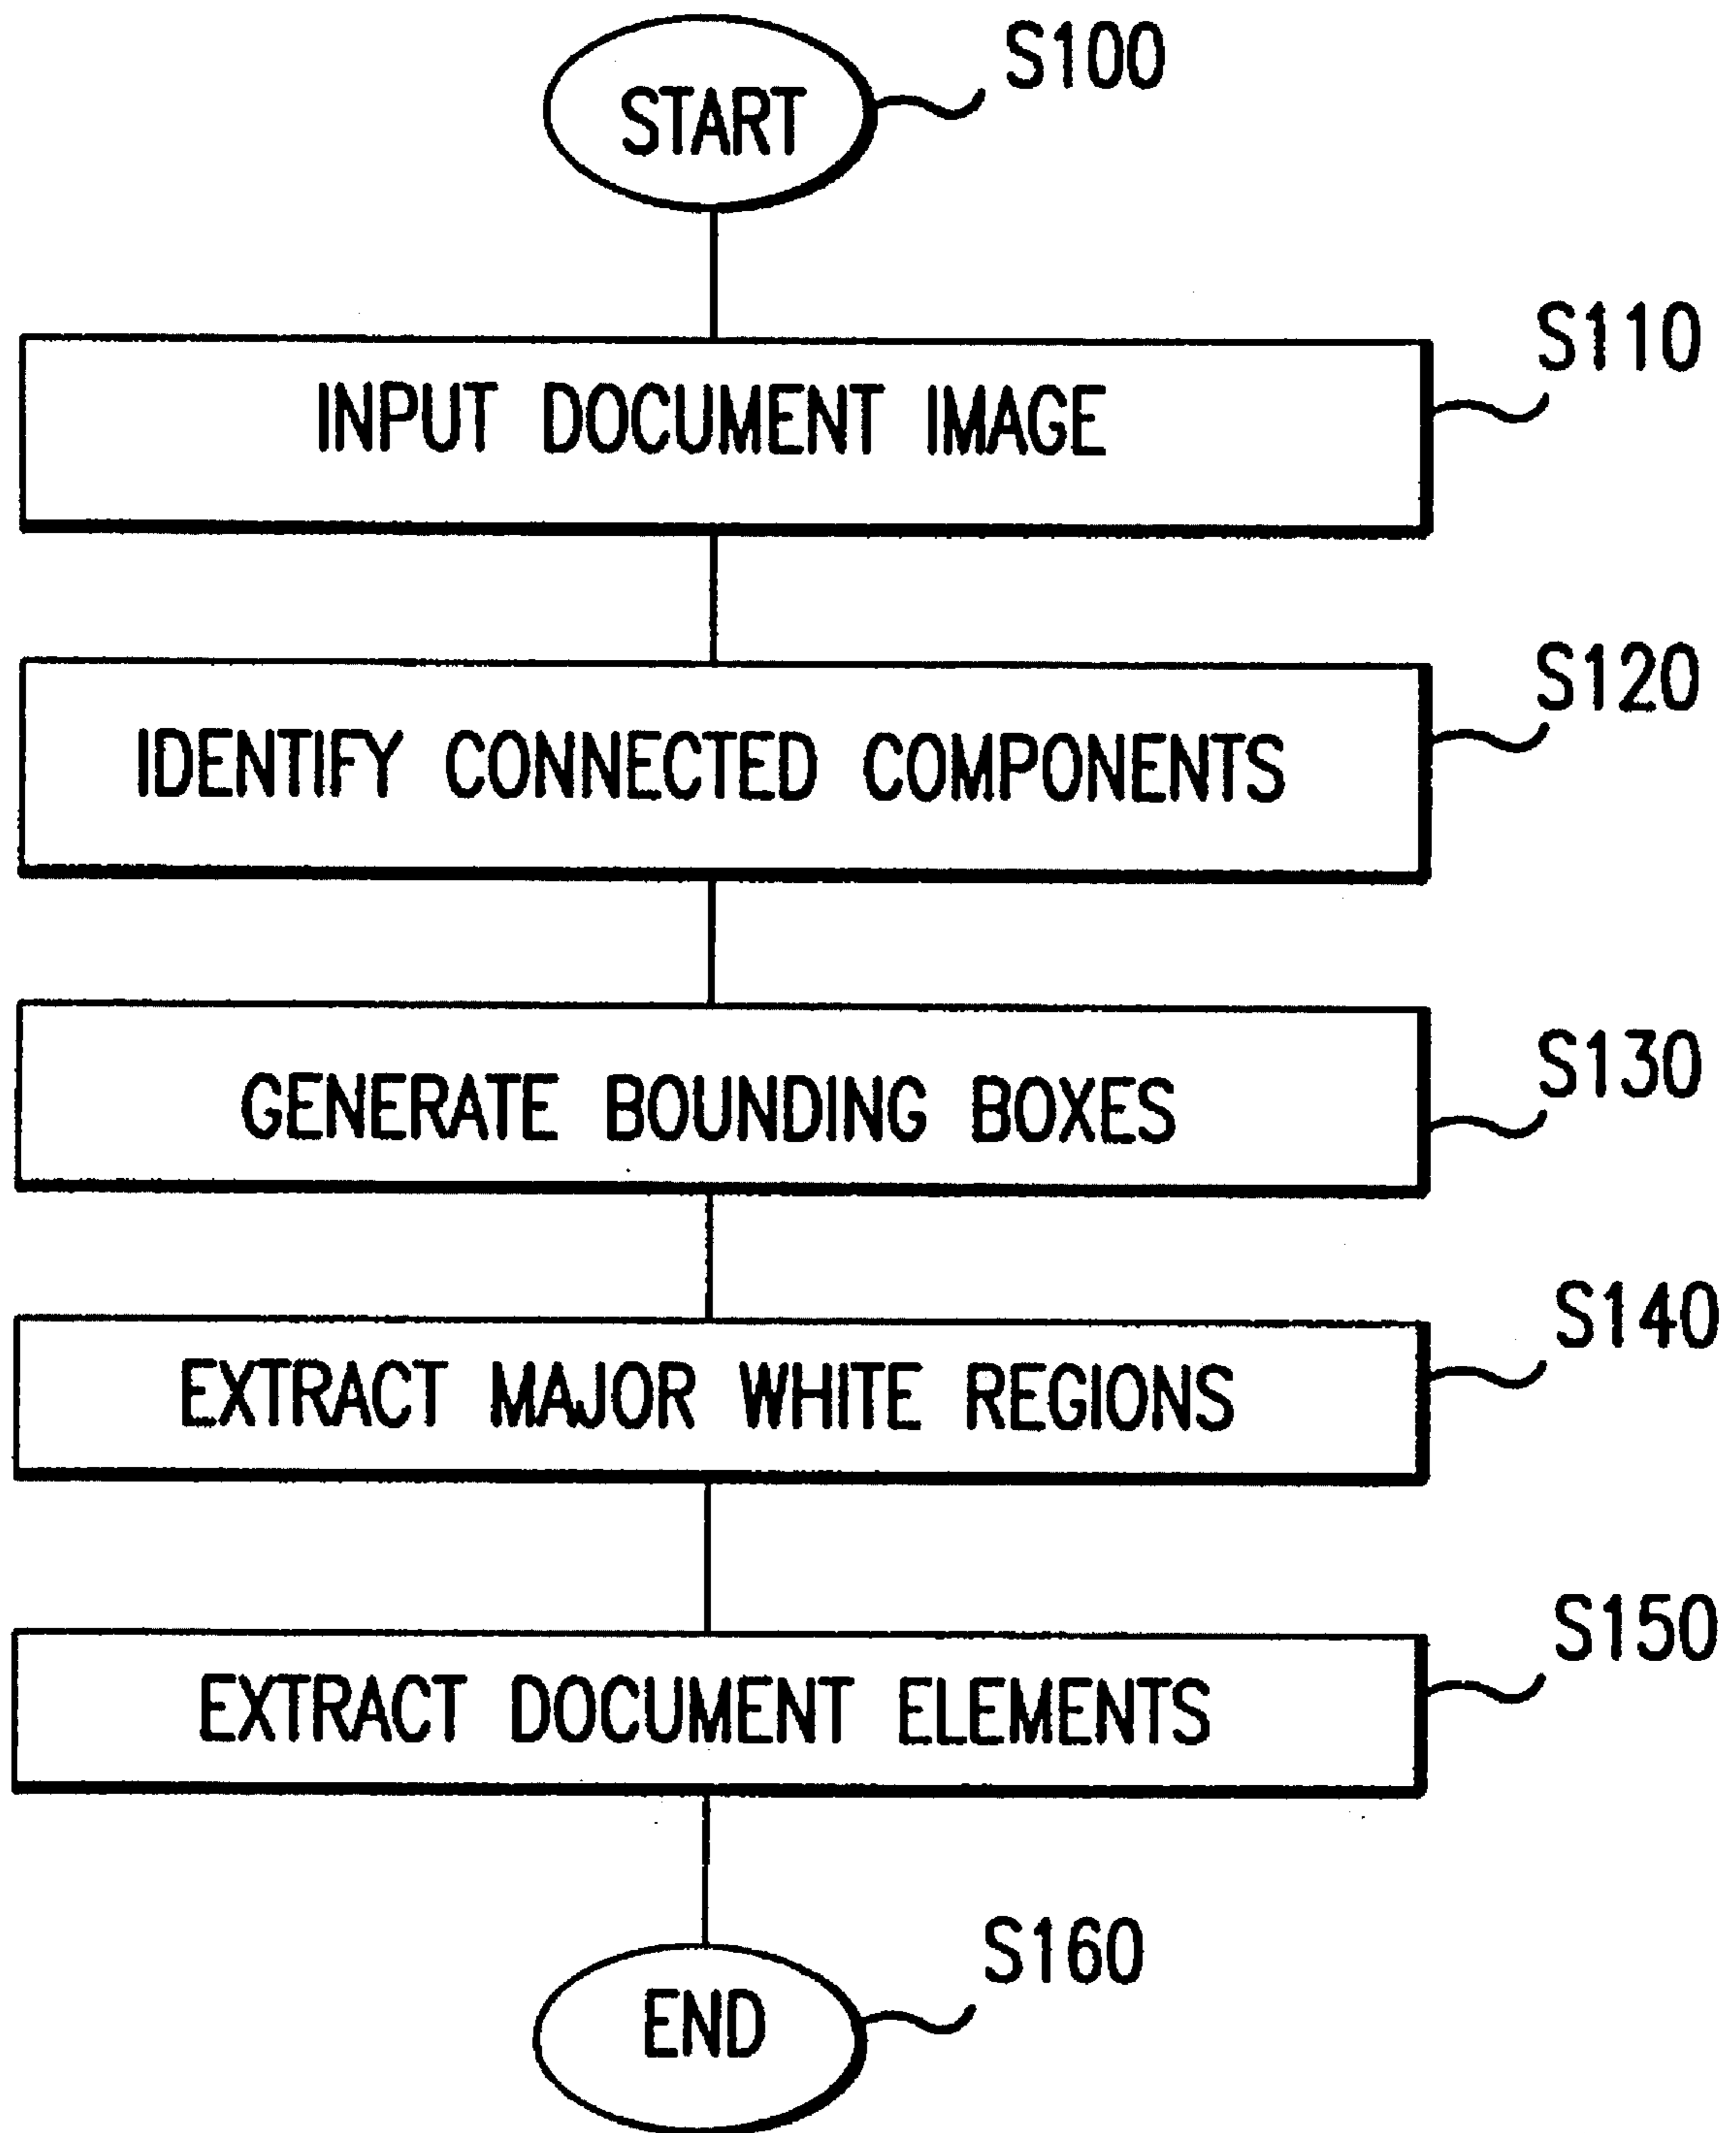 START
S100
INPUT DOCUMENT IMAGE
S110
IDENTIFY CONNECTED COMPONENTS
S120
GENERATE BOUNDING BOXES
S130
EXTRACT MAJOR WHITE REGIONS
S140
EXTRACT DOCUMENT ELEMENTS
S150
END
S160